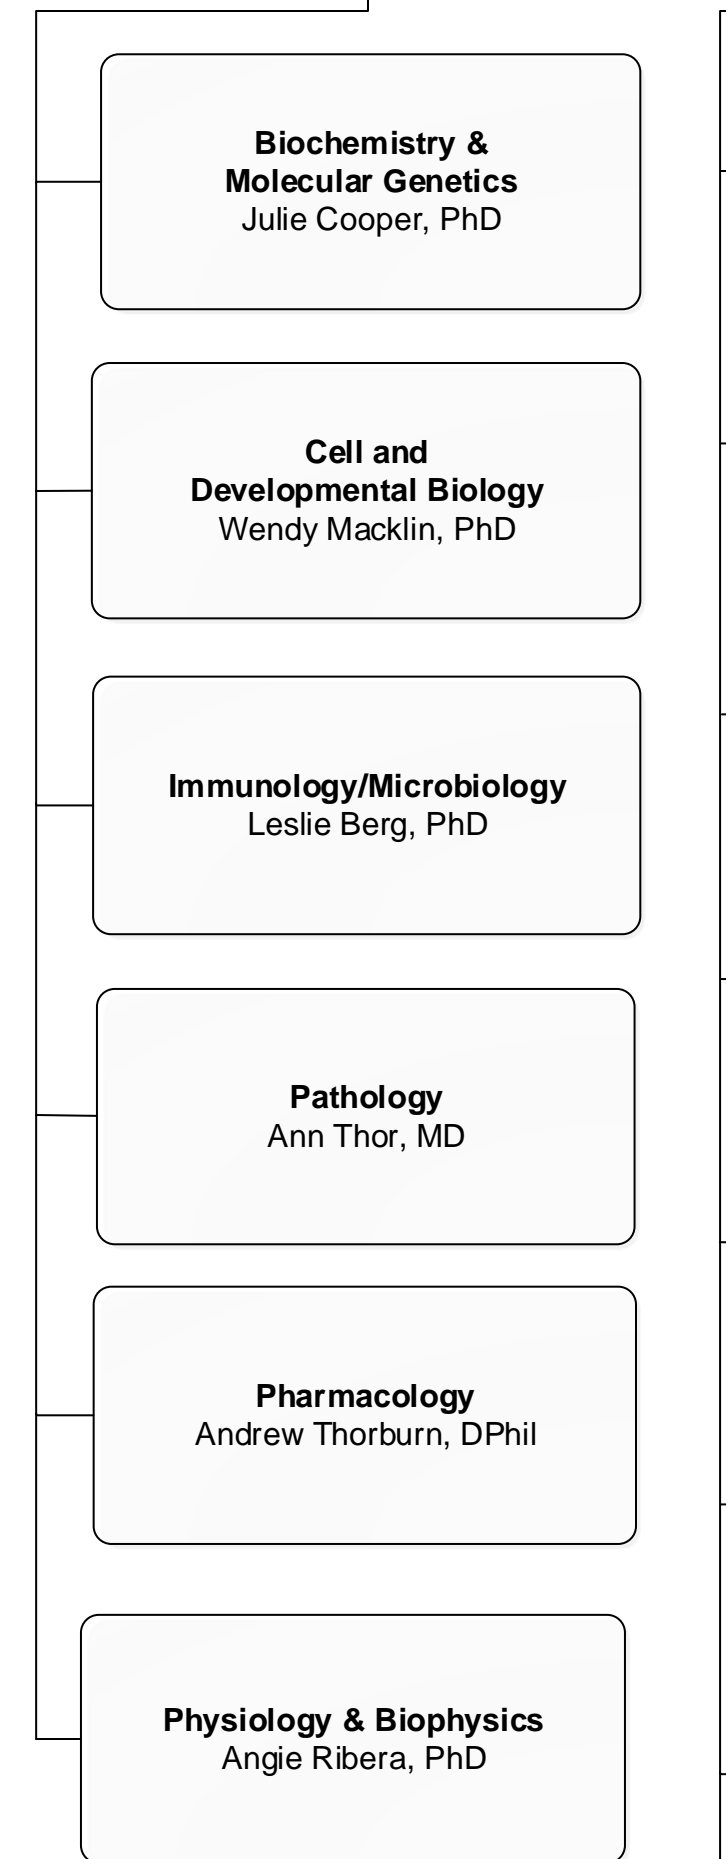 Biochemistry &
Molecular Genetics
Julie Cooper, PhD
Cell and
Developmental Biology
Wendy Macklin, PhD
Immunology/Microbiology
Leslie Berg, PhD
Pathology
Ann Thor, MD
Pharmacology
Andrew Thorburn, DPhil
Physiology & Biophysics
Angie Ribera, PhD